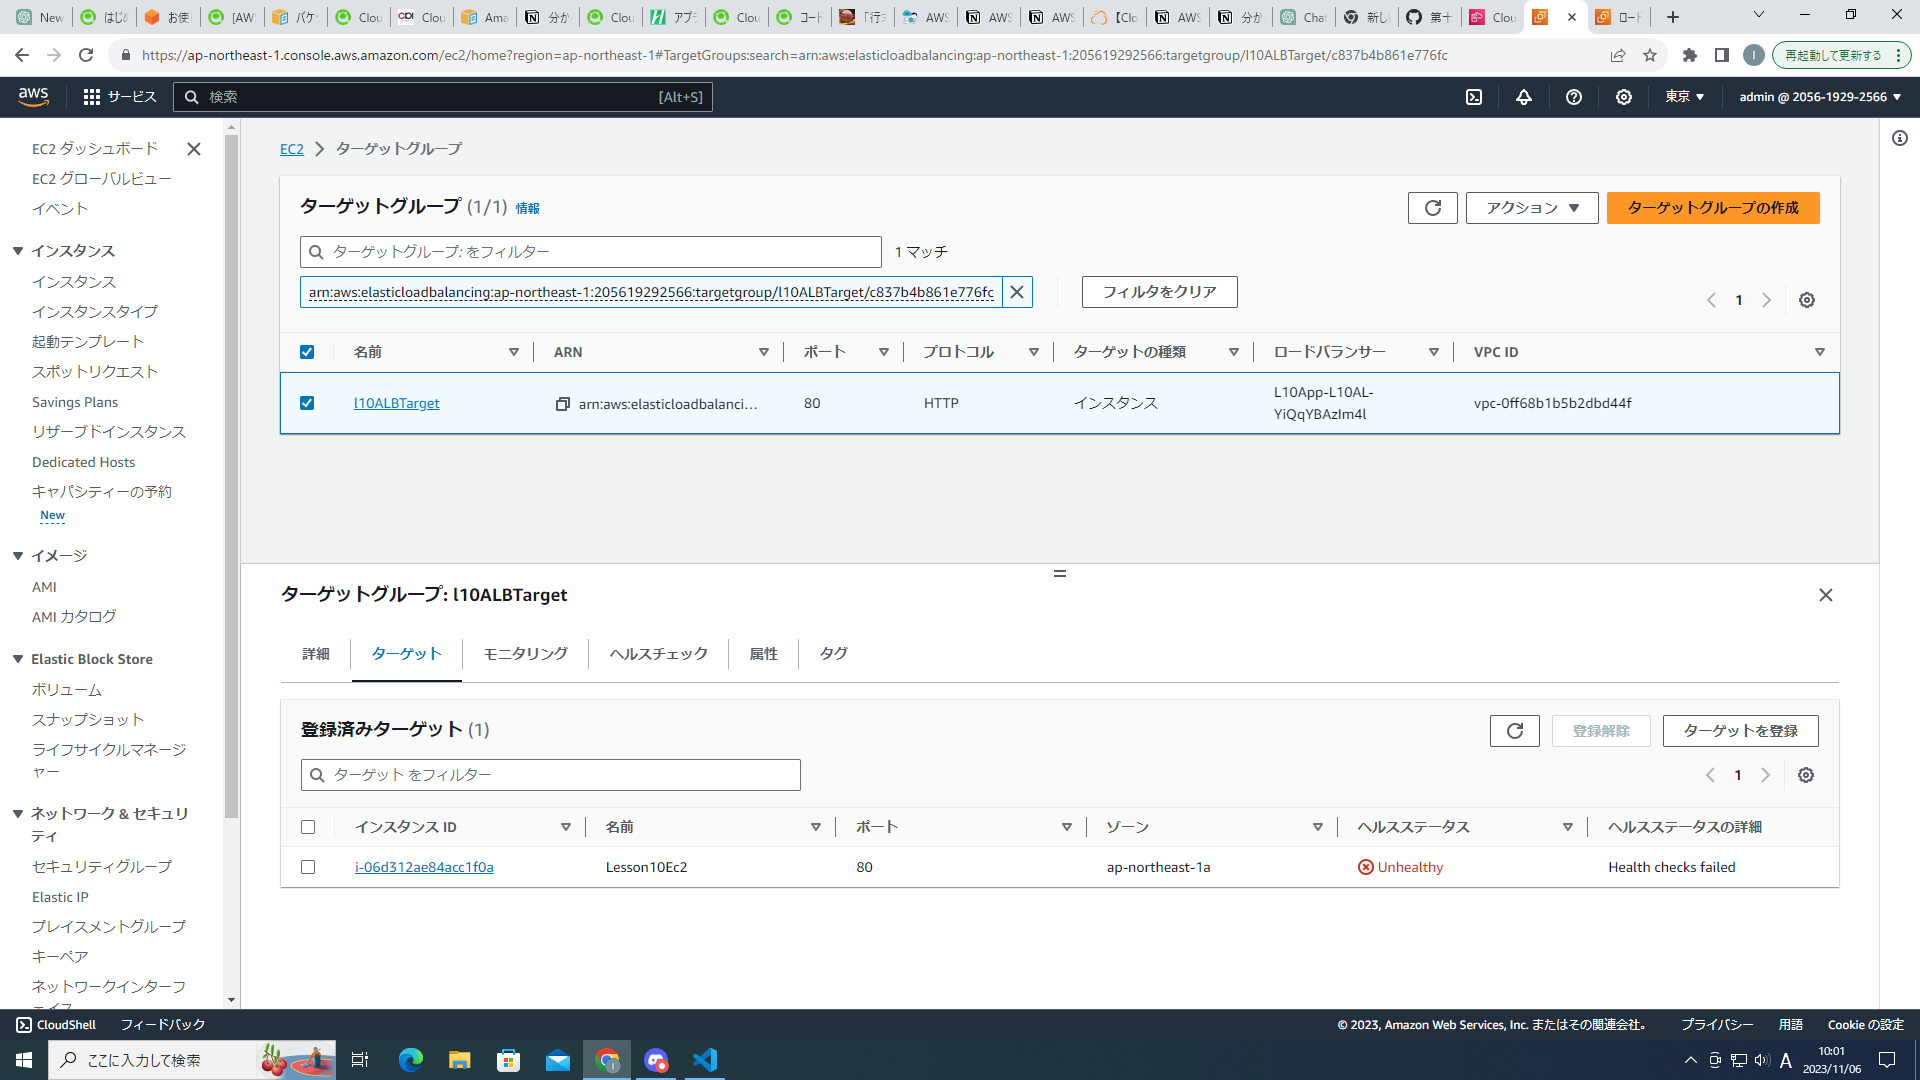 New
はじめ
お使い
[AW
バケッ
Clou
Clou
Ama
分か
Clou
アプラ
Clou
コード
「行ヨ
AWS
AWS
AWS
【Clo
AWS
分か
Chat
新し
第十
Clou
ロード
https://ap-northeast-1.console.aws.amazon.com/ec2/home?region=ap-northeast-1#TargetGroups:search=arn:aws:elasticloadbalancing:ap-northeast-1:205619292566:targetgroup/l10ALBTarget/c837b4b861e776fc
I
再起動して更新する
aws
サービス
検索
[Alt+S]
東京
admin @ 2056-1929-2566
EC2 ダッシュボード
EC2 グローバルビュー
イベント
インスタンス
インスタンス
インスタンスタイプ
起動テンプレート
スポットリクエスト
Savings Plans
リザーブドインスタンス
Dedicated Hosts
キャパシティーの予約
New
イメージ
AMI
AMI カタログ
Elastic Block Store
ボリューム
スナップショット
ライフサイクルマネージ
ャー
ネットワーク & セキュリ
ティ
セキュリティグループ
Elastic IP
プレイスメントグループ
キーペア
ネットワークインターフ
ェイス
EC2
ターゲットグループ
ターゲットグループ (1/1) 情報
アクション
ターゲットグループの作成
ターゲットグループ: をフィルター
1 マッチ
arn:aws:elasticloadbalancing:ap-northeast-1:205619292566:targetgroup/l10ALBTarget/c837b4b861e776fc
フィルタをクリア
1
名前
ARN
ポート
プロトコル
ターゲットの種類
ロードバランサー
VPC ID
l10ALBTarget
arn:aws:elasticloadbalanci...
80
HTTP
インスタンス
L10App-L10AL-
YiQqYBAzIm4l
vpc-0ff68b1b5b2dbd44f
ターゲットグループ: l10ALBTarget
詳細
ターゲット
モニタリング
ヘルスチェック
属性
タグ
登録済みターゲット (1)
登録解除
ターゲットを登録
ターゲット をフィルター
1
インスタンス ID
名前
ポート
ゾーン
ヘルスステータス
ヘルスステータスの詳細
i-06d312ae84acc1f0a
Lesson10Ec2
80
ap-northeast-1a
Unhealthy
Health checks failed
CloudShell
フィードバック
© 2023, Amazon Web Services, Inc. またはその関連会社。
プライバシー
用語
Cookie の設定
ここに入力して検索
A
10:01
2023/11/06